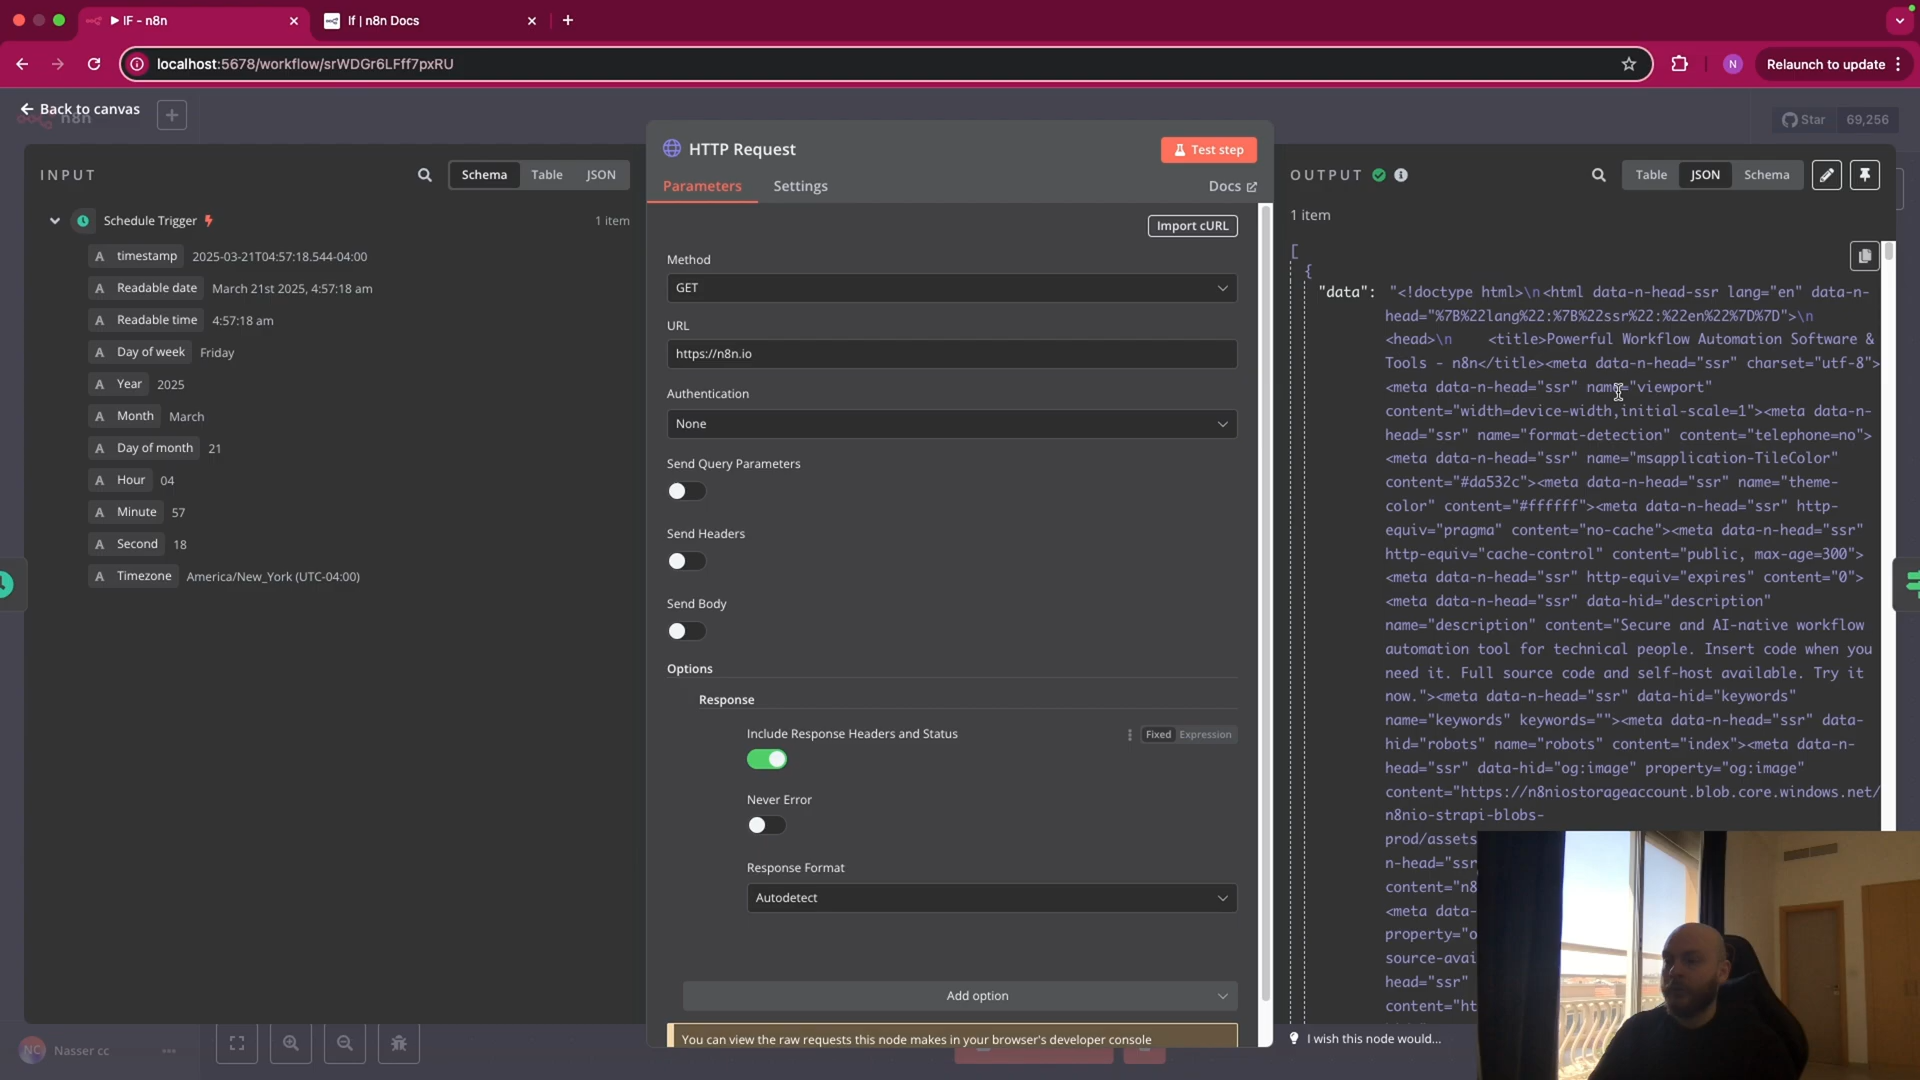 IF - n8n
If | n8n Docs
localhost:5678/workflow/srWDGr6LFff7pxRU
N
Relaunch to update
Back to canvas
n8n
Star 69,256
INPUT
Schema Table JSON
Schedule Trigger
1 item
A timestamp 2025-03-21T04:57:18.544-04:00
A Readable date March 21st 2025, 4:57:18 am
A Readable time 4:57:18 am
A Day of week Friday
A Year 2025
A Month March
A Day of month 21
A Hour 04
A Minute 57
A Second 18
A Timezone America/New_York (UTC-04:00)
HTTP Request
Test step
Parameters Settings
Docs
Import cURL
Method
GET
URL
https://n8n.io
Authentication
None
Send Query Parameters
Send Headers
Send Body
Options
Response
Include Response Headers and Status
Fixed Expression
Never Error
Response Format
Autodetect
Add option
You can view the raw requests this node makes in your browser's developer console
OUTPUT
Table JSON Schema
1 item
[
{
"data": "<!doctype html>\n<html data-n-head-ssr lang="en" data-n-
head="%7B%22lang%22:%7B%22ssr%22:%22en%22%7D%7D">\n
<head>\n    <title>Powerful Workflow Automation Software &
Tools - n8n</title><meta data-n-head="ssr" charset="utf-8">
<meta data-n-head="ssr" name="viewport"
content="width=device-width,initial-scale=1"><meta data-n-
head="ssr" name="format-detection" content="telephone=no">
<meta data-n-head="ssr" name="msapplication-TileColor"
content="#da532c"><meta data-n-head="ssr" name="theme-
color" content="#ffffff"><meta data-n-head="ssr" http-
equiv="pragma" content="no-cache"><meta data-n-head="ssr"
http-equiv="cache-control" content="public, max-age=300">
<meta data-n-head="ssr" http-equiv="expires" content="0">
<meta data-n-head="ssr" data-hid="description"
name="description" content="Secure and AI-native workflow
automation tool for technical people. Insert code when you
need it. Full source code and self-host available. Try it
now."><meta data-n-head="ssr" data-hid="keywords"
name="keywords" keywords=""><meta data-n-head="ssr" data-
hid="robots" name="robots" content="index"><meta data-n-
head="ssr" data-hid="og:image" property="og:image"
content="https://n8niostorageaccount.blob.core.windows.net/
n8nio-strapi-blobs-
prod/assets
n-head="ssr
content="n8
<meta data-
property="o
source-avai
head="ssr"
content="ht
I wish this node would...
NC Nasser cc